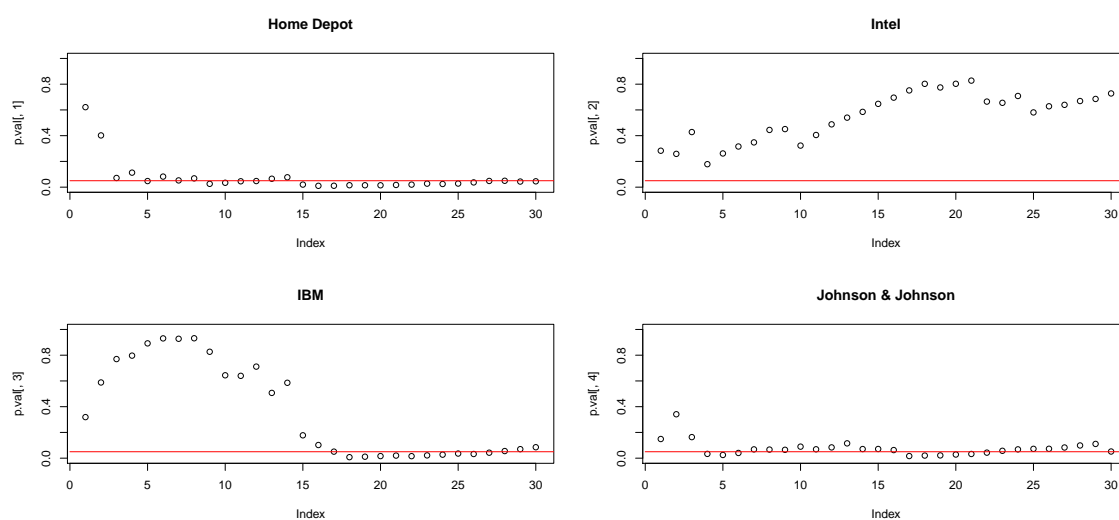 Home Depot
p.val[, 1]
0.0 0.4 0.8
0 5 10 15 20 25 30
Index
Intel
p.val[, 2]
0.0 0.4 0.8
0 5 10 15 20 25 30
Index
IBM
p.val[, 3]
0.0 0.4 0.8
0 5 10 15 20 25 30
Index
Johnson & Johnson
p.val[, 4]
0.0 0.4 0.8
0 5 10 15 20 25 30
Index